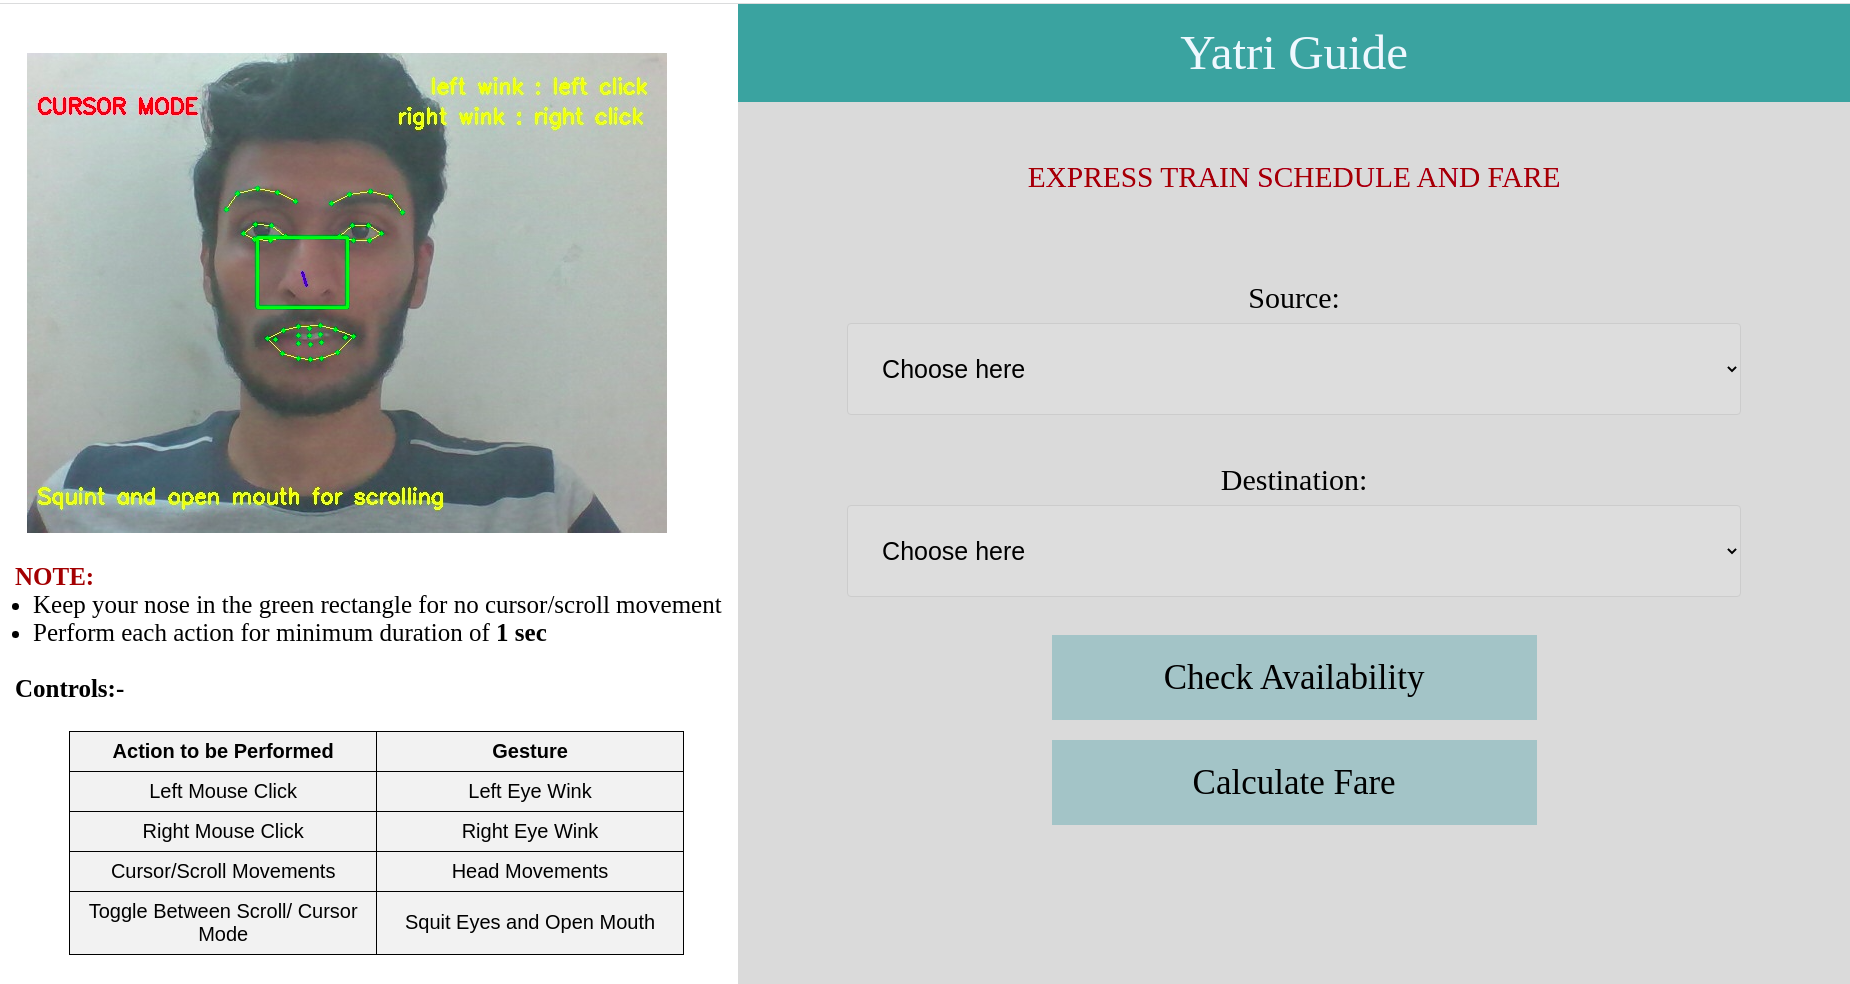 CURSOR MODE
left wink : left click
right wink : right click
Squint and open mouth for scrolling
NOTE:
Keep your nose in the green rectangle for no cursor/scroll movement
Perform each action for minimum duration of 1 sec
Controls:-
Action to be Performed Gesture
Left Mouse Click Left Eye Wink
Right Mouse Click Right Eye Wink
Cursor/Scroll Movements Head Movements
Toggle Between Scroll/ Cursor
Mode
Squit Eyes and Open Mouth
Yatri Guide
EXPRESS TRAIN SCHEDULE AND FARE
Source:
Choose here
Destination:
Choose here
Check Availability
Calculate Fare